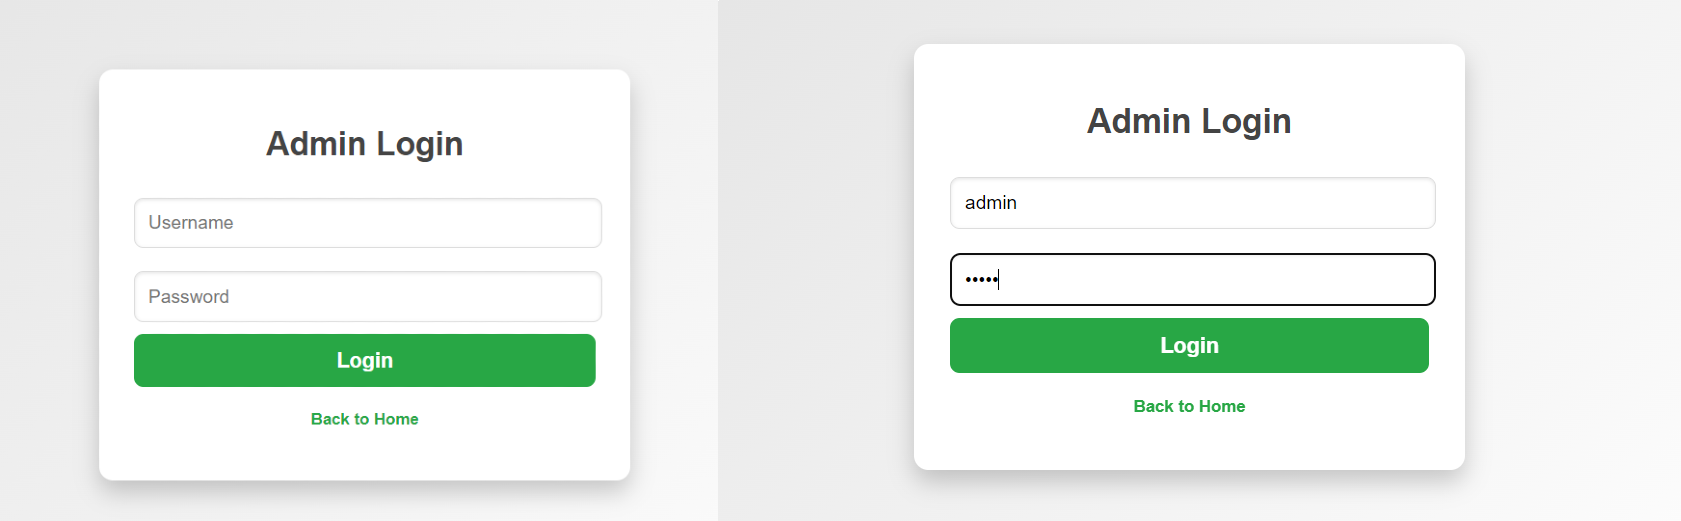 Admin Login
Username
Password
Login
Back to Home
Admin Login
admin
•••••
Login
Back to Home